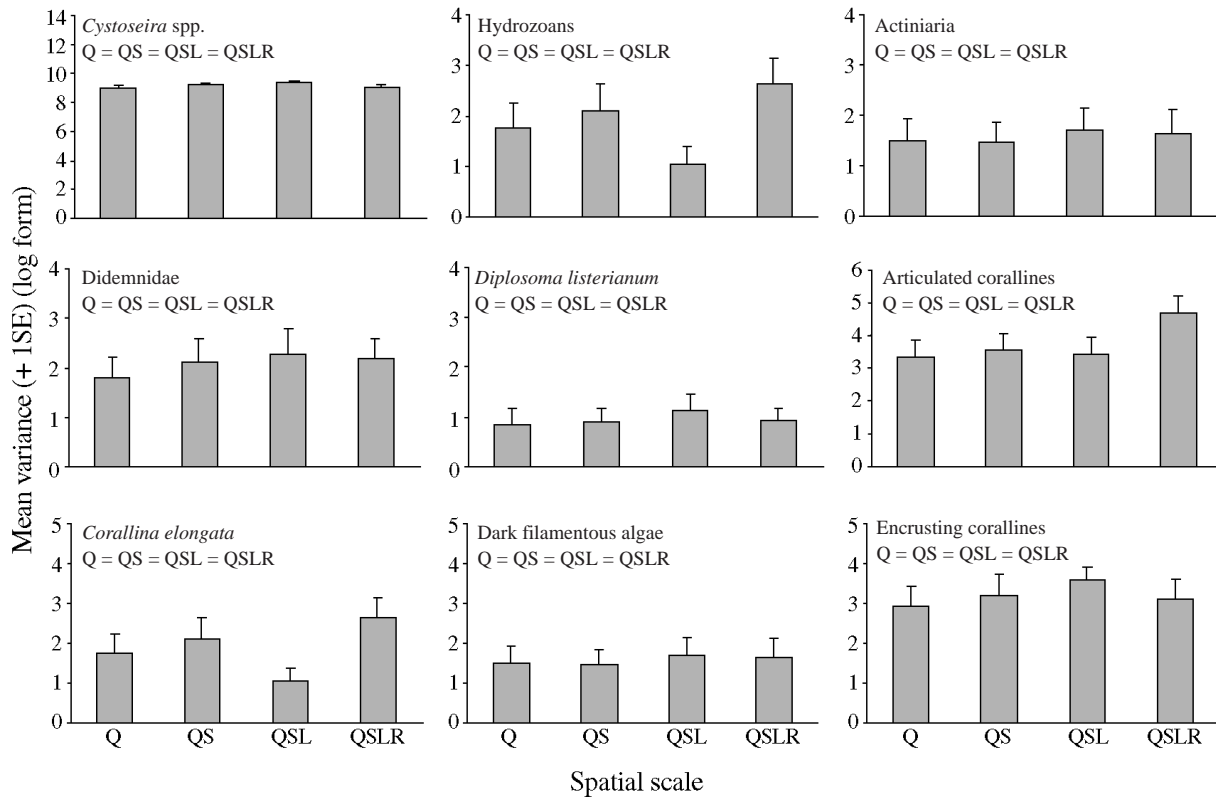 Mean variance (+ 1SE) (log form)
Cystoseira spp.
Q = QS = QSL = QSLR
14
12
10
8
6
4
2
0
Hydrozoans
Q = QS = QSL = QSLR
4
3
2
1
0
Actiniaria
Q = QS = QSL = QSLR
4
3
2
1
0
Didemnidae
Q = QS = QSL = QSLR
4
3
2
1
0
Diplosoma listerianum
Q = QS = QSL = QSLR
4
3
2
1
0
Articulated corallines
Q = QS = QSL = QSLR
6
5
4
3
2
1
0
Corallina elongata
Q = QS = QSL = QSLR
5
4
3
2
1
0
Q QS QSL QSLR
Dark filamentous algae
Q = QS = QSL = QSLR
5
4
3
2
1
0
Q QS QSL QSLR
Encrusting corallines
Q = QS = QSL = QSLR
5
4
3
2
1
0
Q QS QSL QSLR
Spatial scale